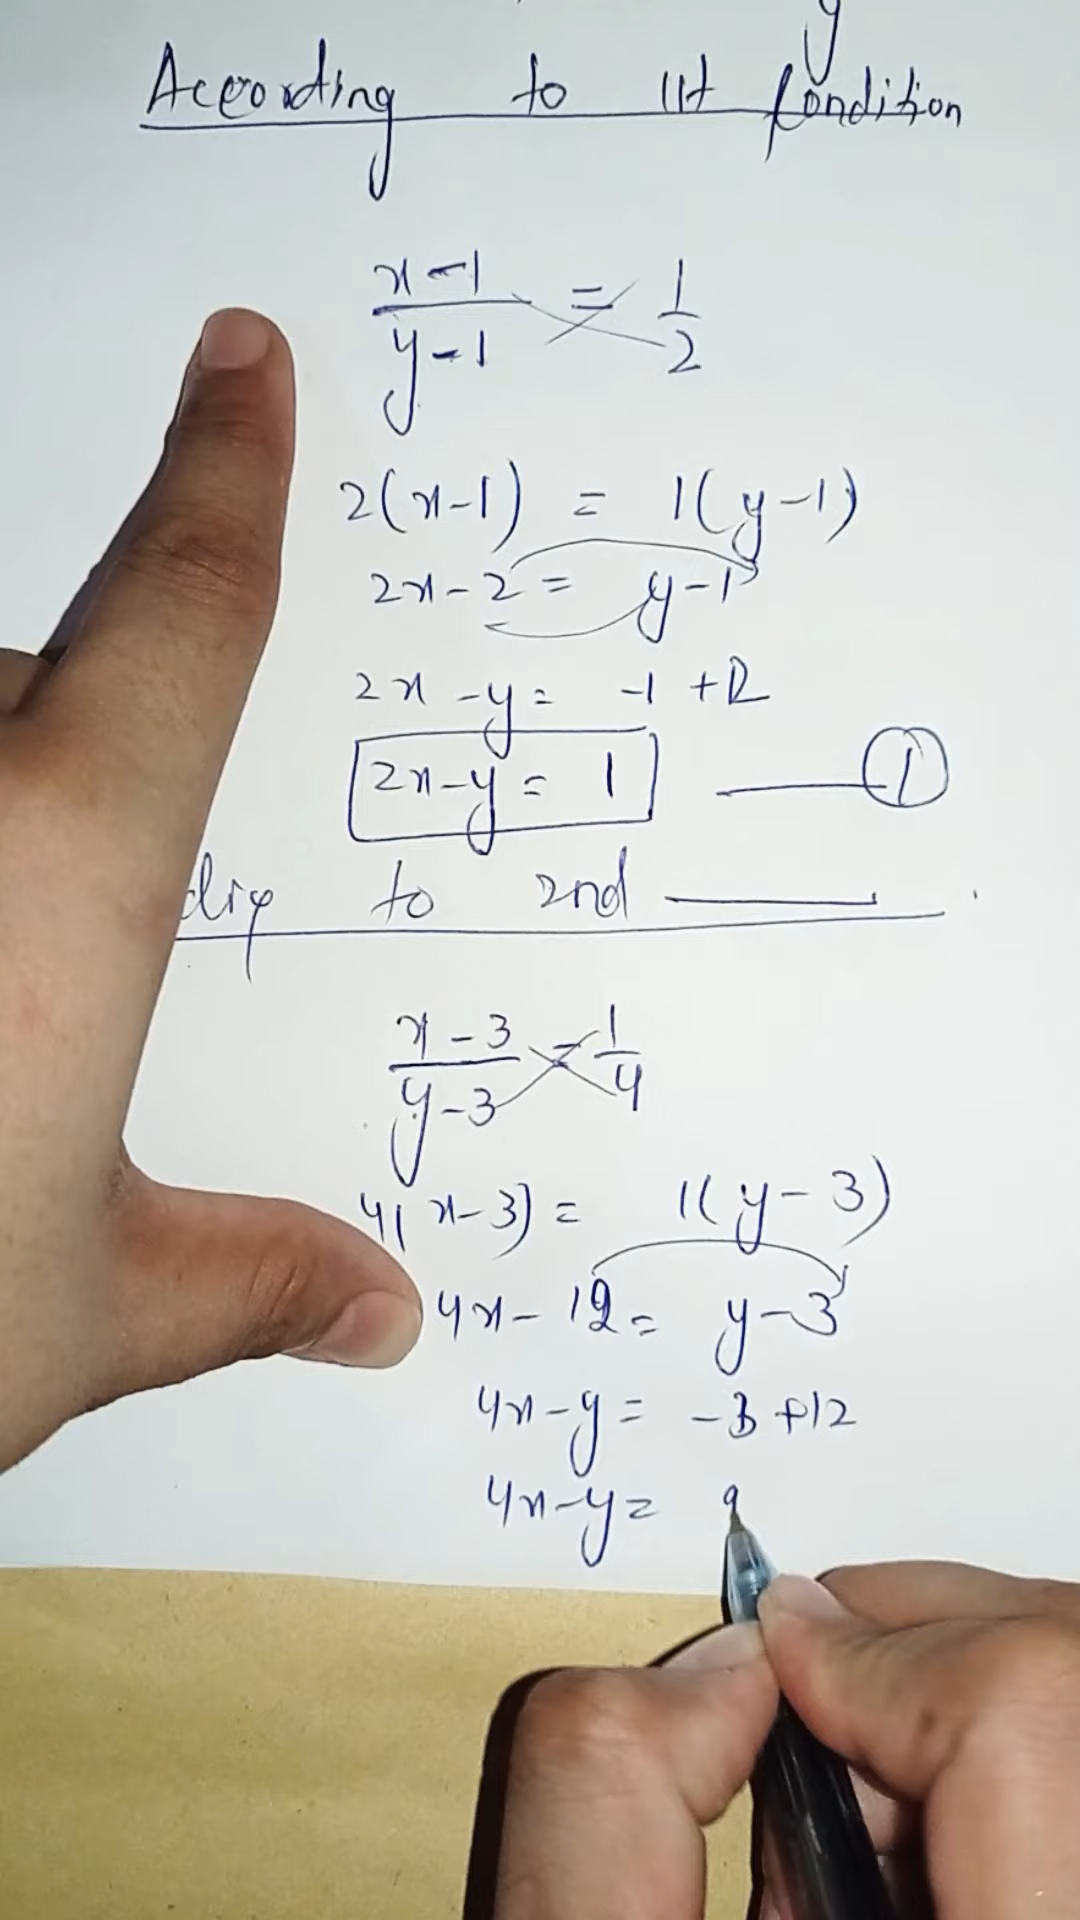 y
According to 1st Condition
x-1/y-1 = 1/2
2(x-1) = 1(y-1)
2x-2 = y-1
2x-y = -1+2
2x-y = 1 ——— ①
to 2nd ———
x-3/y-3 = 1/4
4(x-3) = 1(y-3)
4x-12 = y-3
4x-y = -3+12
4x-y = 9